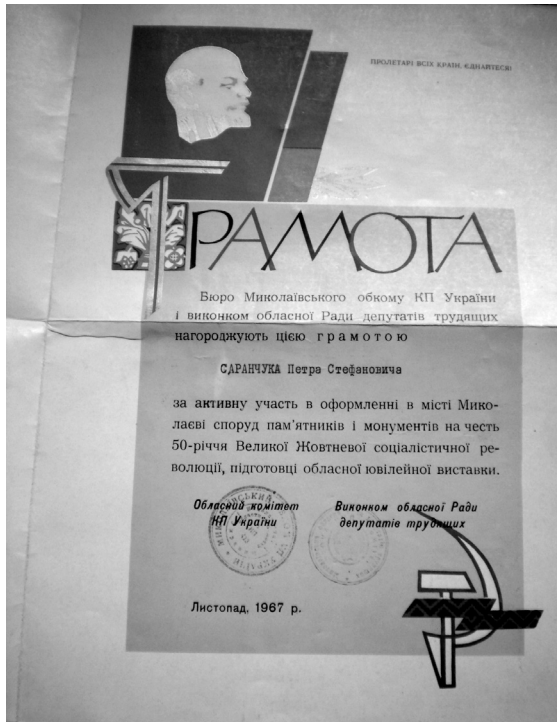 ПРОЛЕТАРІ ВСІХ КРАЇН, ЄДНАЙТЕСЯ!
ГРАМОТА
Бюро Миколаївського обкому КП України
і виконком обласної Ради депутатів трудящих
нагороджують цією грамотою
САРАНЧУКА Петра Стефановича
за активну участь в оформленні в місті Мико-
лаєві споруд пам'ятників і монументів на честь
50-річчя Великої Жовтневої соціалістичної ре-
волюції, підготовці обласної ювілейної виставки.
Обласний комітет
КП України
Виконком обласної Ради
депутатів трудящих
Листопад, 1967 р.